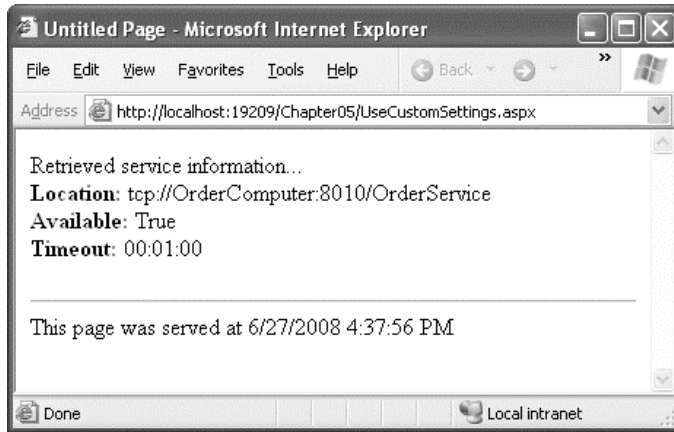 Untitled Page - Microsoft Internet Explorer
File Edit View Favorites Tools Help Back »
Address http://localhost:19209/Chapter05/UseCustomSettings.aspx
Retrieved service information...
Location: tcp://OrderComputer:8010/OrderService
Available: True
Timeout: 00:01:00
This page was served at 6/27/2008 4:37:56 PM
Done Local intranet